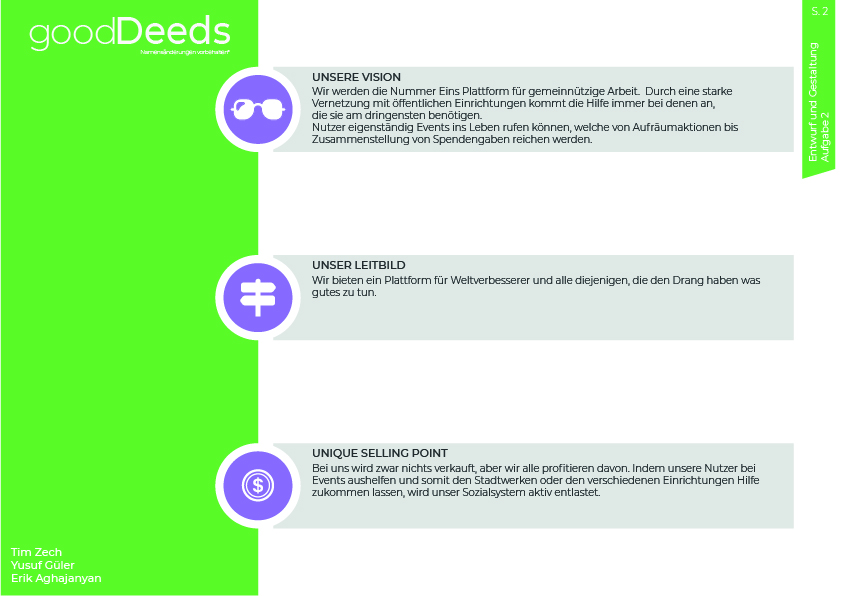 goodDeeds
Namensänderungen vorbehalten*
S. 2
Entwurf und Gestaltung
Aufgabe 2
UNSERE VISION
Wir werden die Nummer Eins Plattform für gemeinnützige Arbeit.  Durch eine starke
Vernetzung mit öffentlichen Einrichtungen kommt die Hilfe immer bei denen an,
die sie am dringensten benötigen.
Nutzer eigenständig Events ins Leben rufen können, welche von Aufräumaktionen bis
Zusammenstellung von Spendengaben reichen werden.
UNSER LEITBILD
Wir bieten ein Plattform für Weltverbesserer und alle diejenigen, die den Drang haben was
gutes zu tun.
UNIQUE SELLING POINT
$
Bei uns wird zwar nichts verkauft, aber wir alle profitieren davon. Indem unsere Nutzer bei
Events aushelfen und somit den Stadtwerken oder den verschiedenen Einrichtungen Hilfe
zukommen lassen, wird unser Sozialsystem aktiv entlastet.
Tim Zech
Yusuf Güler
Erik Aghajanyan